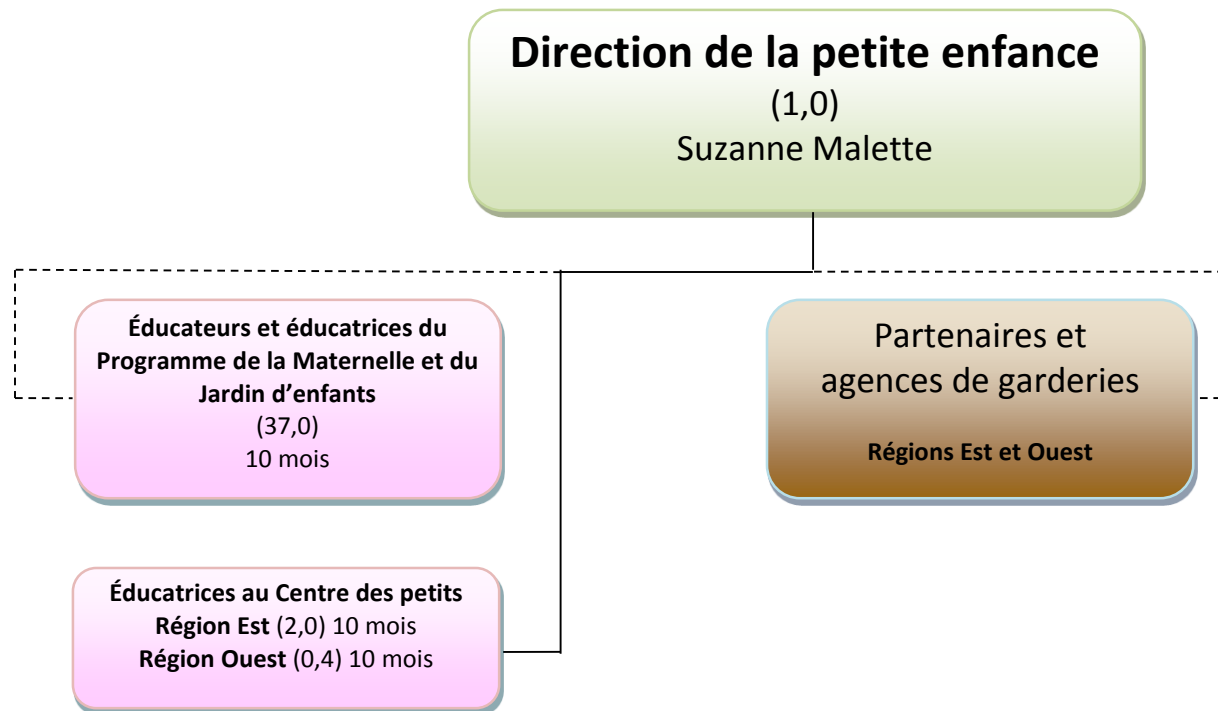 Direction de la petite enfance
(1,0)
Suzanne Malette
Éducateurs et éducatrices du
Programme de la Maternelle et du
Jardin d’enfants
(37,0)
10 mois
Partenaires et
agences de garderies
Régions Est et Ouest
Éducatrices au Centre des petits
Région Est (2,0) 10 mois
Région Ouest (0,4) 10 mois